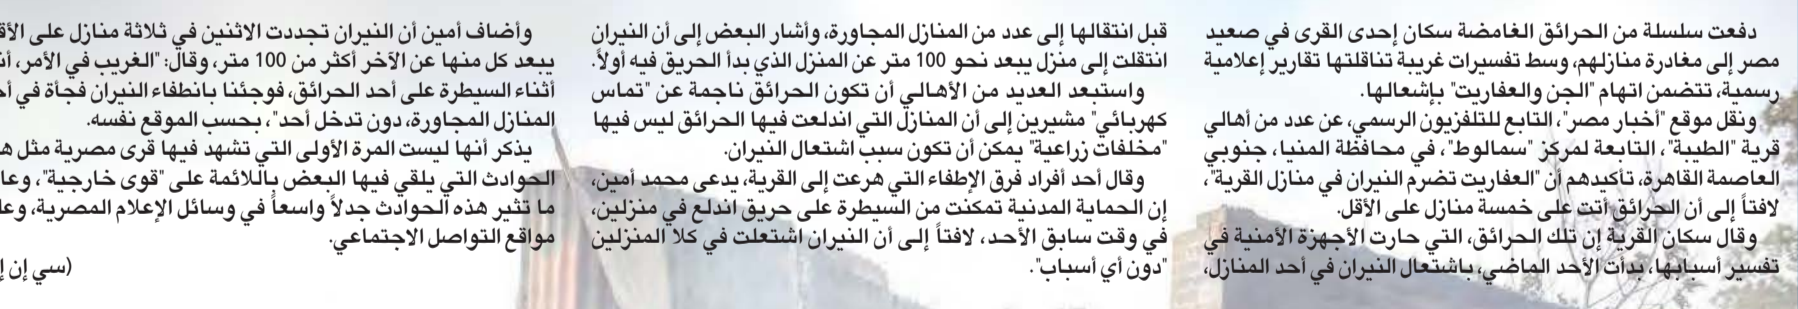 دفعت سلسلة من الحرائق الغامضة سكان إحدى القرى في صعيد
مصر إلى مغادرة منازلهم، وسط تفسيرات غريبة تناقلتها تقارير إعلامية
رسمية، تتضمن اتهام "الجن والعفاريت" بإشعالها.
ونقل موقع "أخبار مصر"، التابع للتلفزيون الرسمي، عن عدد من أهالي
قرية "الطيبة"، التابعة لمركز "سمالوط"، في محافظة المنيا، جنوبي
العاصمة القاهرة، تأكيدهم أن "العفاريت تضرم النيران في منازل القرية"،
لافتاً إلى أن الحرائق أتت على خمسة منازل على الأقل.
وقال سكان القرية إن تلك الحرائق، التي حارت الأجهزة الأمنية في
تفسير أسبابها، بدأت الأحد الماضي، باشتعال النيران في أحد المنازل،
قبل انتقالها إلى عدد من المنازل المجاورة، وأشار البعض إلى أن النيران
انتقلت إلى منزل يبعد نحو 100 متر عن المنزل الذي بدأ الحريق فيه أولاً.
واستبعد العديد من الأهالي أن تكون الحرائق ناجمة عن "تماس
كهربائي" مشيرين إلى أن المنازل التي اندلعت فيها الحرائق ليس فيها
"مخلفات زراعية" يمكن أن تكون سبب اشتعال النيران.
وقال أحد أفراد فرق الإطفاء التي هرعت إلى القرية، يدعى محمد أمين،
إن الحماية المدنية تمكنت من السيطرة على حريق اندلع في منزلين،
في وقت سابق الأحد، لافتاً إلى أن النيران اشتعلت في كلا المنزلين
"دون أي أسباب".
وأضاف أمين أن النيران تجددت الاثنين في ثلاثة منازل على
يبعد كل منها عن الآخر أكثر من 100 متر، وقال: "الغريب في الأمر،
أثناء السيطرة على أحد الحرائق، فوجئنا بانطفاء النيران فجأة في
المنازل المجاورة، دون تدخل أحد"، بحسب الموقع نفسه.
يذكر أنها ليست المرة الأولى التي تشهد فيها قرى مصرية مثل
الحوادث التي يلقي فيها البعض باللائمة على "قوى خارجية"،
ما تثير هذه الحوادث جدلاً واسعاً في وسائل الإعلام المصرية،
مواقع التواصل الاجتماعي.
(سي إن